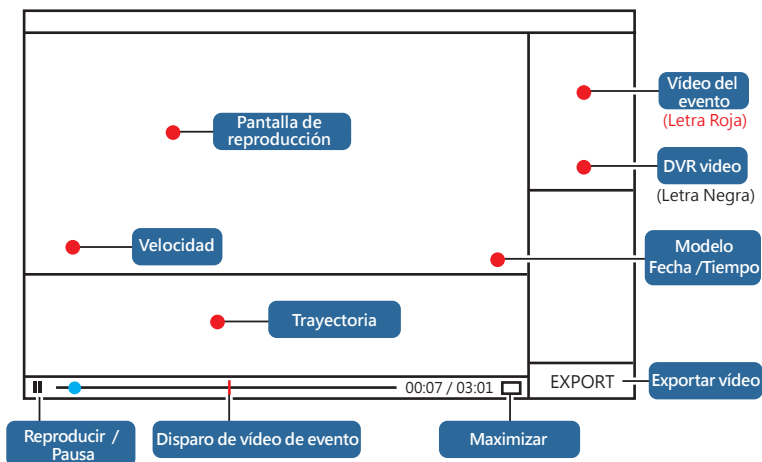 Pantalla de
reproducción
Vídeo del
evento
(Letra Roja)
DVR video
(Letra Negra)
Velocidad
Modelo
Fecha /Tiempo
Trayectoria
00:07 / 03:01
EXPORT
Exportar vídeo
Reproducir /
Pausa
Disparo de vídeo de evento
Maximizar